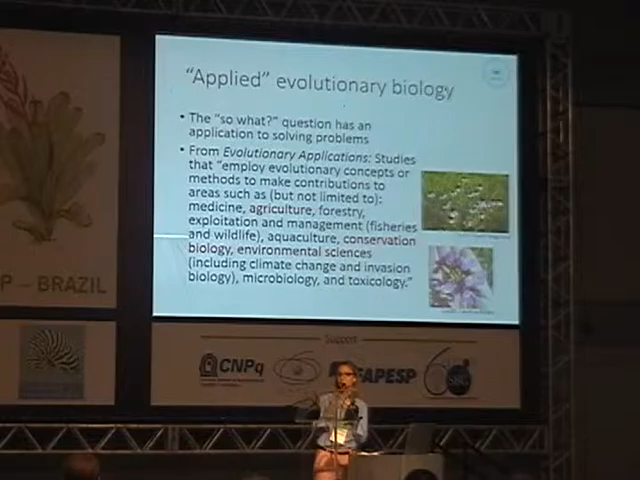 "Applied" evolutionary biology
• The "so what?" question has an
application to solving problems
• From Evolutionary Applications: Studies
that "employ evolutionary concepts or
methods to make contributions to
areas such as (but not limited to):
medicine, agriculture, forestry,
exploitation and management (fisheries
and wildlife), aquaculture, conservation
biology, environmental sciences
(including climate change and invasion
biology), microbiology, and toxicology."
P – BRAZIL
Support
CNPq
FAPESP